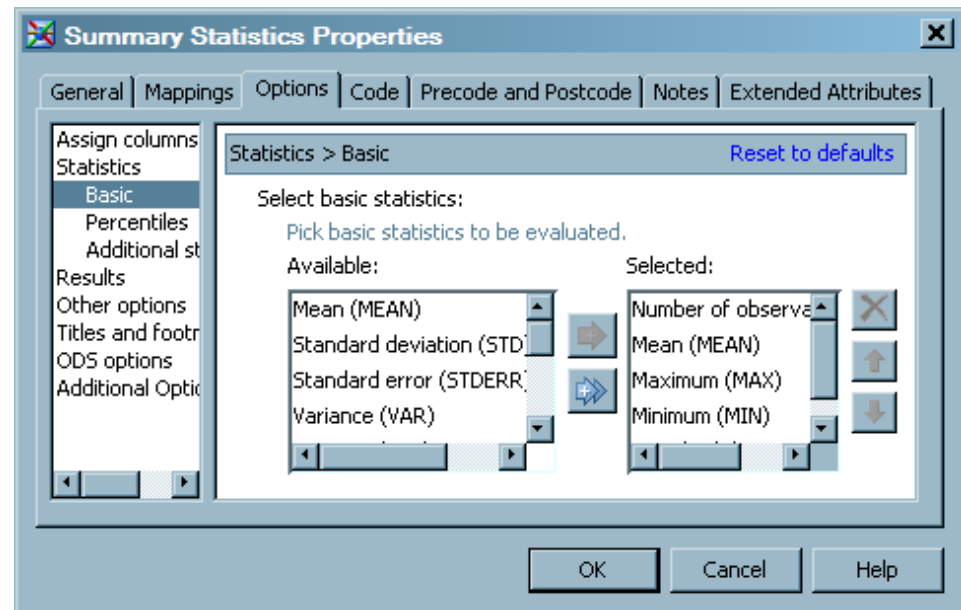 Summary Statistics Properties
General Mappings Options Code Precode and Postcode Notes Extended Attributes
Assign columns
Statistics
Basic
Percentiles
Additional st
Results
Other options
Titles and footr
ODS options
Additional Optic
Statistics > Basic Reset to defaults
Select basic statistics:
Pick basic statistics to be evaluated.
Available:
Mean (MEAN)
Standard deviation (STD
Standard error (STDERR
Variance (VAR)
Selected:
Number of observa
Mean (MEAN)
Maximum (MAX)
Minimum (MIN)
OK Cancel Help